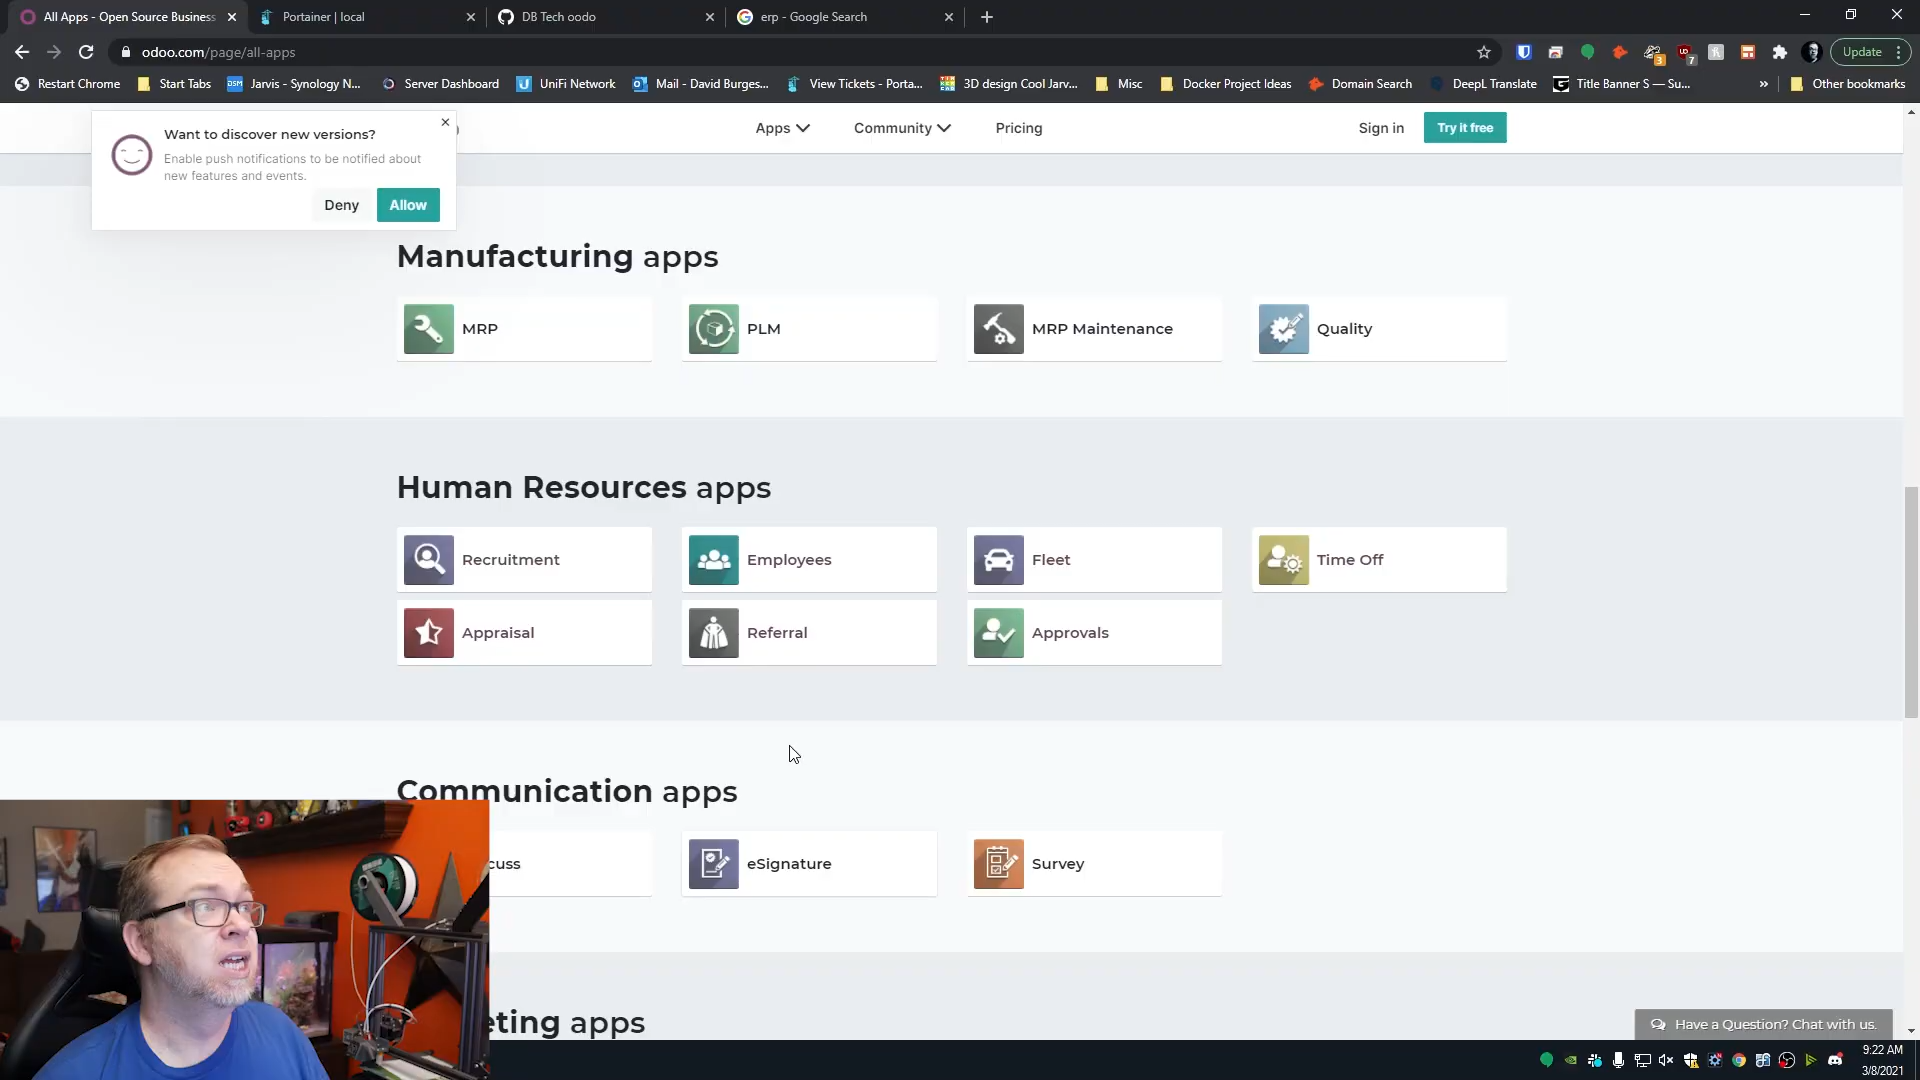 All Apps - Open Source Business
Portainer | local
DB Tech oodo
erp - Google Search
odoo.com/page/all-apps
3
7
Update
Restart Chrome
Start Tabs
DSM
Jarvis - Synology N...
Server Dashboard
UniFi Network
Mail - David Burges...
View Tickets - Porta...
3D design Cool Jarv...
Misc
Docker Project Ideas
Domain Search
DeepL Translate
Title Banner S — Su...
»
Other bookmarks
Want to discover new versions?
Enable push notifications to be notified about
new features and events.
Deny
Allow
Apps
Community
Pricing
Sign in
Try it free
Manufacturing apps
MRP
PLM
MRP Maintenance
Quality
Human Resources apps
Recruitment
Employees
Fleet
Time Off
Appraisal
Referral
Approvals
Communication apps
cuss
eSignature
Survey
eting apps
Have a Question? Chat with us.
9:22 AM
3/8/2021